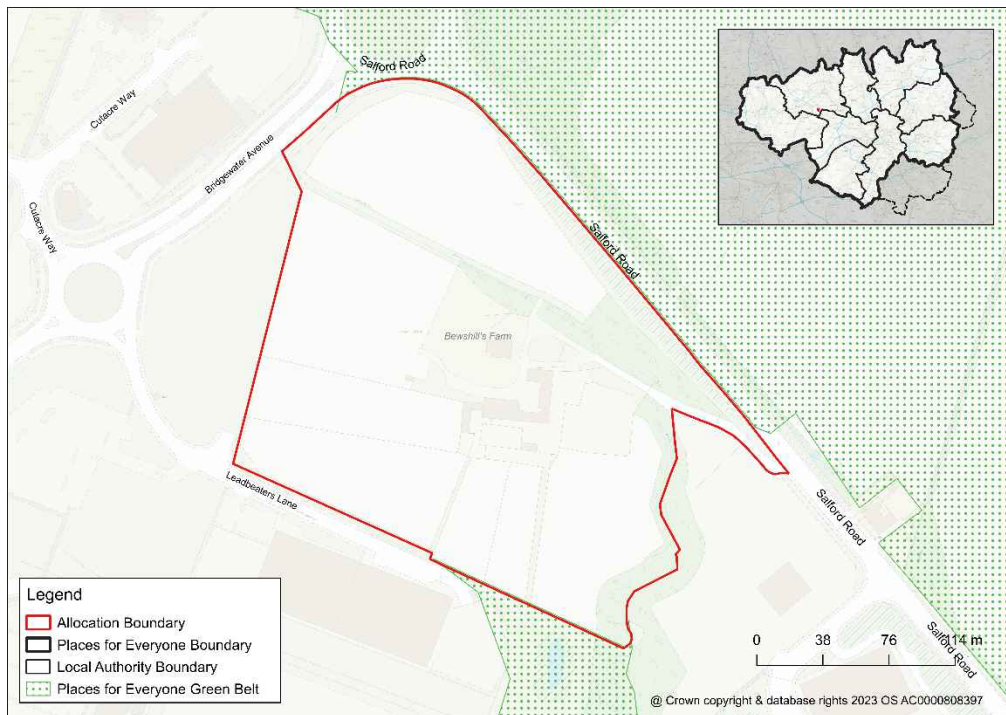 Salford Road
Cutacre Way
Bridgewater Avenue
Cutacre Way
Salford Road
Bewshill's Farm
Leadbeaters Lane
Salford Road
Salford Road
Legend
Allocation Boundary
Places for Everyone Boundary
Local Authority Boundary
Places for Everyone Green Belt
0 38 76 114 m
@ Crown copyright & database rights 2023 OS AC0000808397